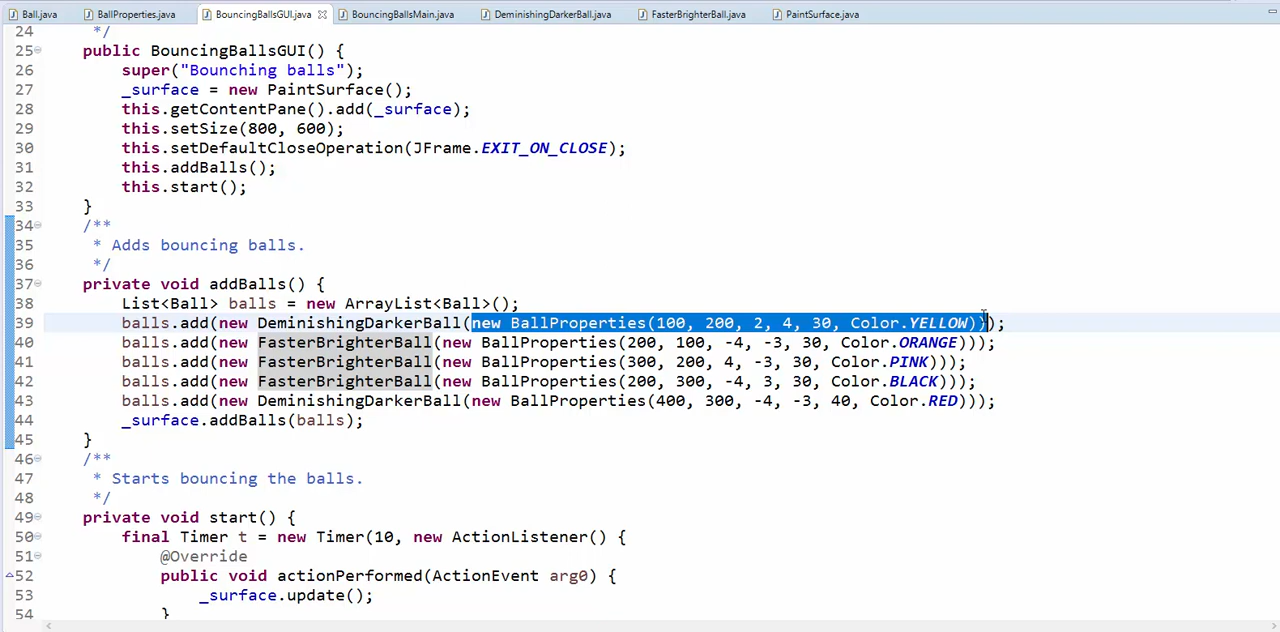 Ball.java BallProperties.java BouncingBallsGUI.java BouncingBallsMain.java DeminishingDarkerBall.java FasterBrighterBall.java PaintSurface.java
24 */
25 public BouncingBallsGUI() {
26 super("Bounching balls");
27 _surface = new PaintSurface();
28 this.getContentPane().add(_surface);
29 this.setSize(800, 600);
30 this.setDefaultCloseOperation(JFrame.EXIT_ON_CLOSE);
31 this.addBalls();
32 this.start();
33 }
34 /**
35 * Adds bouncing balls.
36 */
37 private void addBalls() {
38 List<Ball> balls = new ArrayList<Ball>();
39 balls.add(new DeminishingDarkerBall(new BallProperties(100, 200, 2, 4, 30, Color.YELLOW)));
40 balls.add(new FasterBrighterBall(new BallProperties(200, 100, -4, -3, 30, Color.ORANGE)));
41 balls.add(new FasterBrighterBall(new BallProperties(300, 200, 4, -3, 30, Color.PINK)));
42 balls.add(new FasterBrighterBall(new BallProperties(200, 300, -4, 3, 30, Color.BLACK)));
43 balls.add(new DeminishingDarkerBall(new BallProperties(400, 300, -4, -3, 40, Color.RED)));
44 _surface.addBalls(balls);
45 }
46 /**
47 * Starts bouncing the balls.
48 */
49 private void start() {
50 final Timer t = new Timer(10, new ActionListener() {
51 @Override
52 public void actionPerformed(ActionEvent arg0) {
53 _surface.update();
54 }